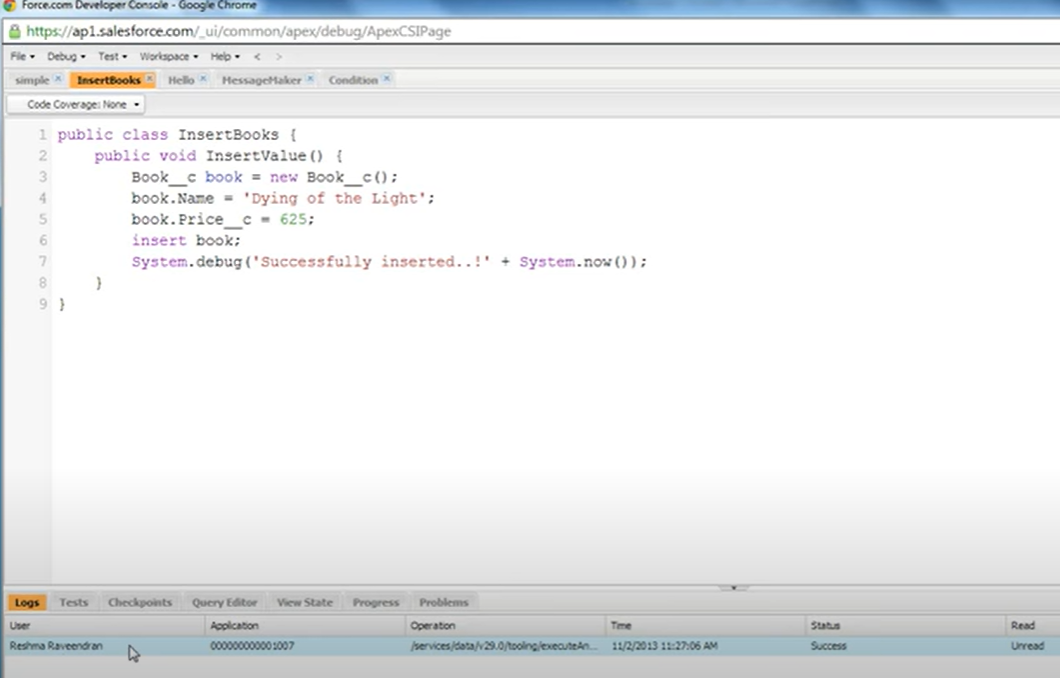 Force.com Developer Console - Google Chrome
https://ap1.salesforce.com/_ui/common/apex/debug/ApexCSIPage
File Debug Test Workspace Help < >
simple InsertBooks Hello MessageMaker Condition
Code Coverage: None
1 public class InsertBooks {
2 public void InsertValue() {
3 Book__c book = new Book__c();
4 book.Name = 'Dying of the Light';
5 book.Price__c = 625;
6 insert book;
7 System.debug('Successfully inserted..!' + System.now());
8 }
9 }
Logs Tests Checkpoints Query Editor View State Progress Problems
User Application Operation Time Status Read
Reshma Raveendran 000000000001007 /services/data/v29.0/tooling/executeAn... 11/2/2013 11:27:06 AM Success Unread